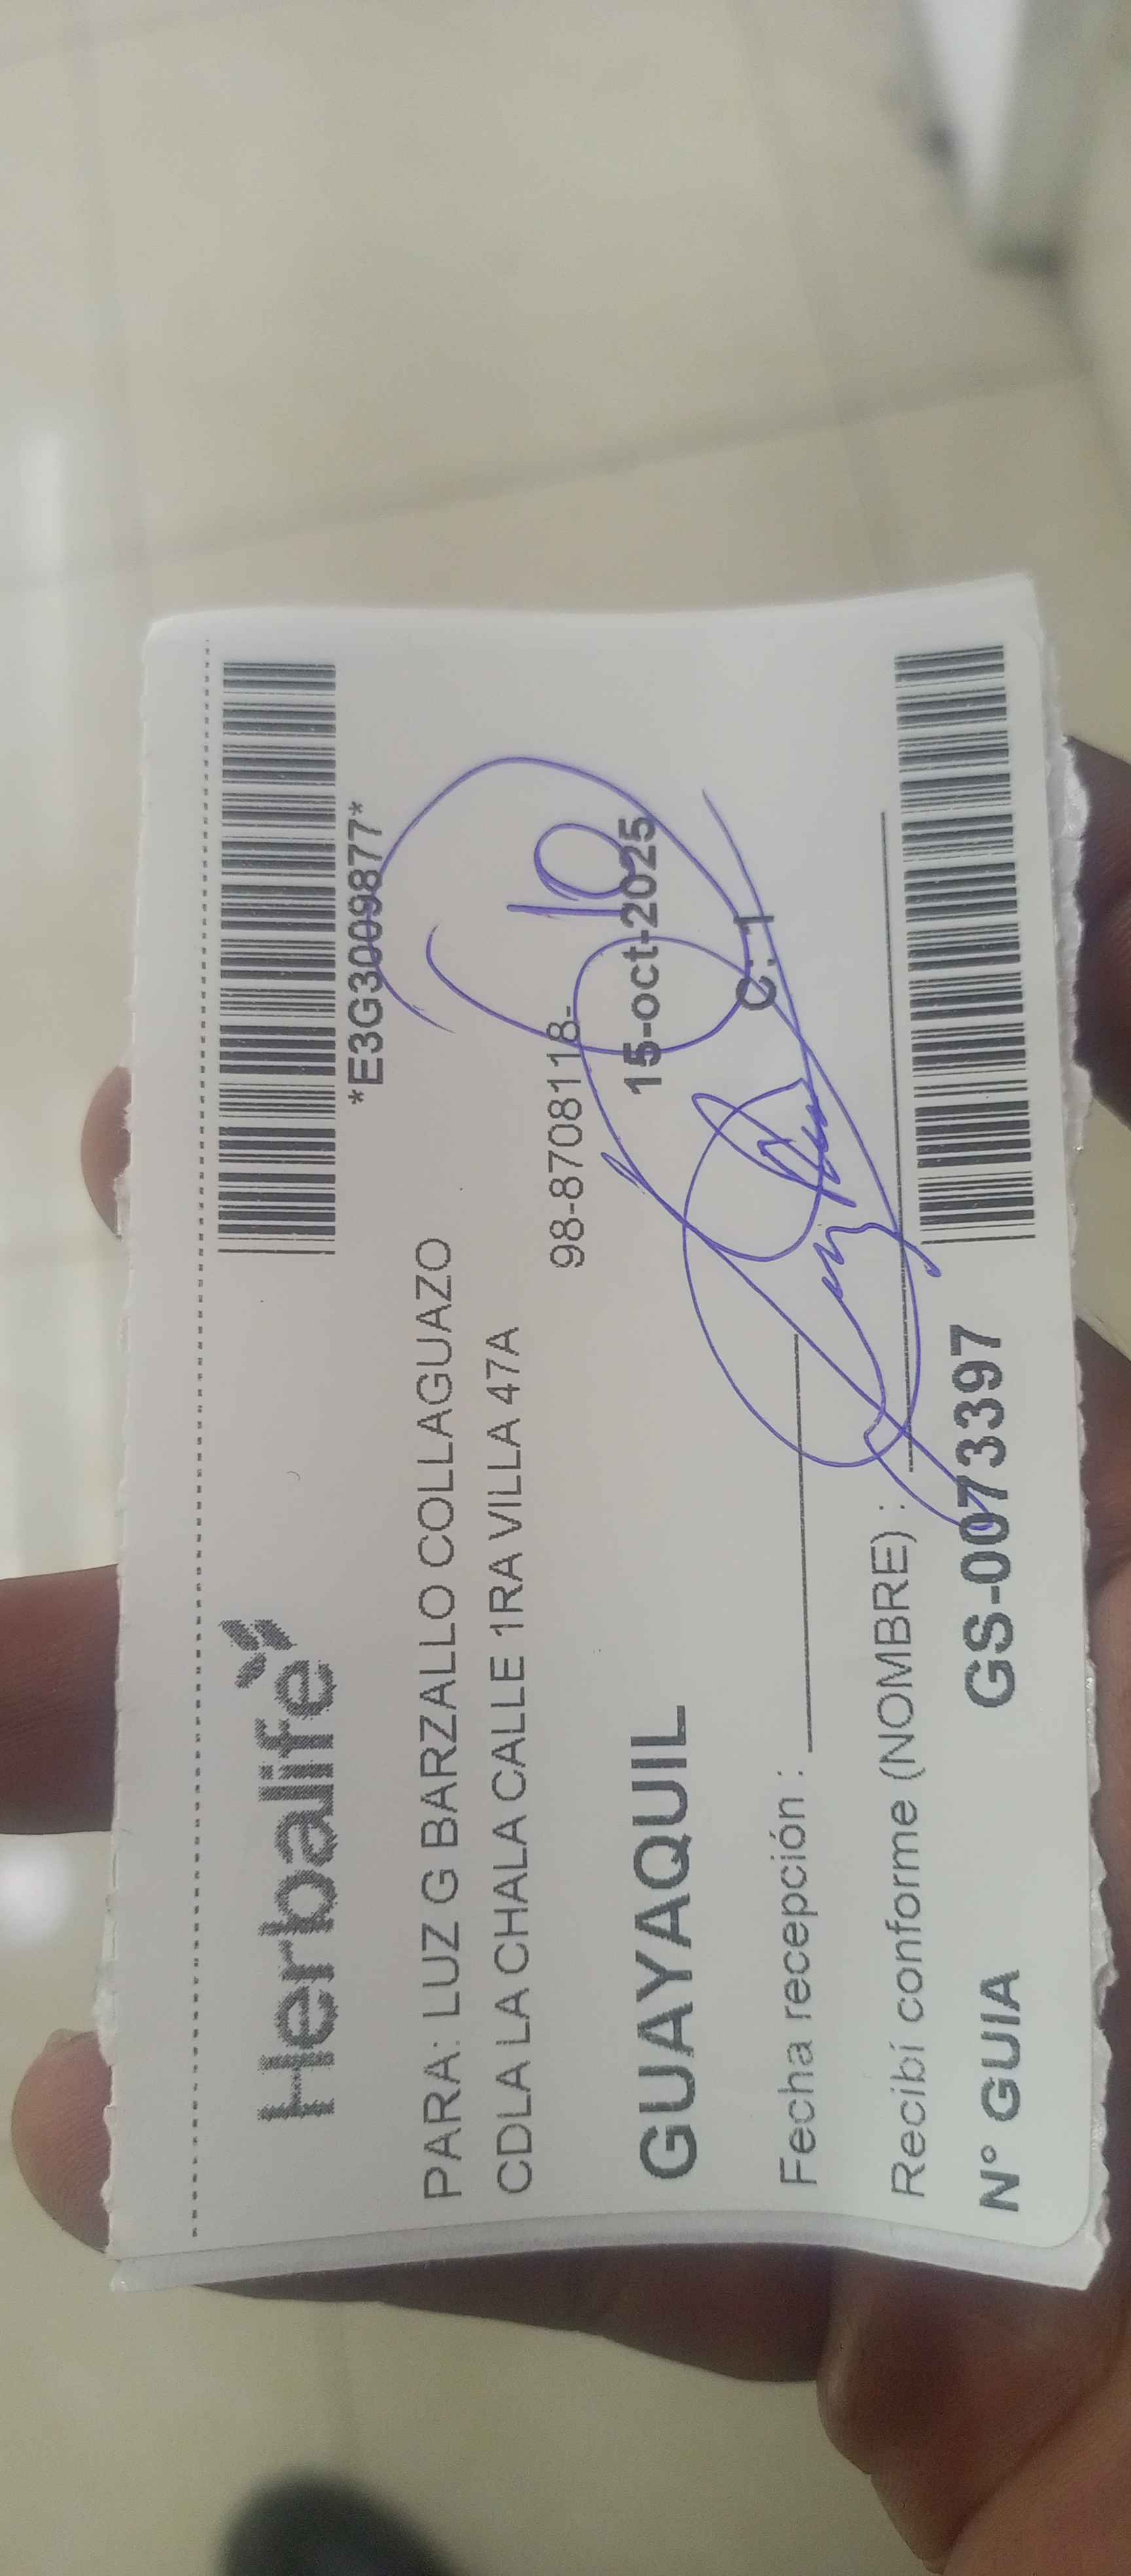 Herbalife
*E3G3009877*
PARA: LUZ G BARZALLO COLLAGUAZO
CDLA LA CHALA CALLE 1RA VILLA 47A
98-8708118-
10
GUAYAQUIL 15-oct-2025
Fecha recepción : C: 1
Recibí conforme (NOMBRE) :
N° GUIA GS-0073397